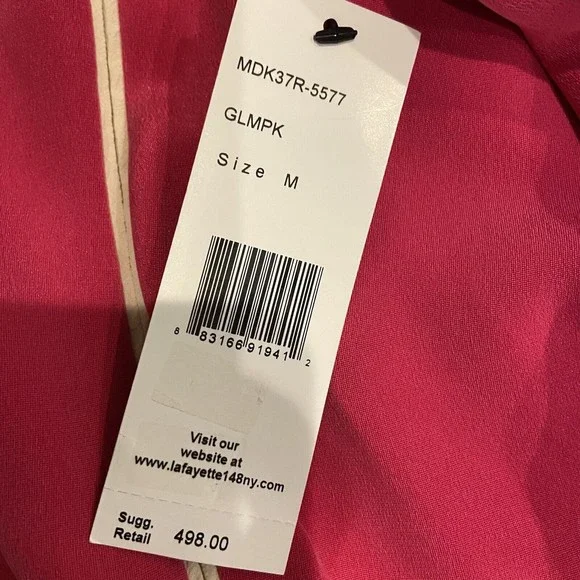 MDK37R-5577
GLMPK
Size M
8 83166 91941 2
Visit our
website at
www.lafayette148ny.com
Sugg.
Retail 498.00